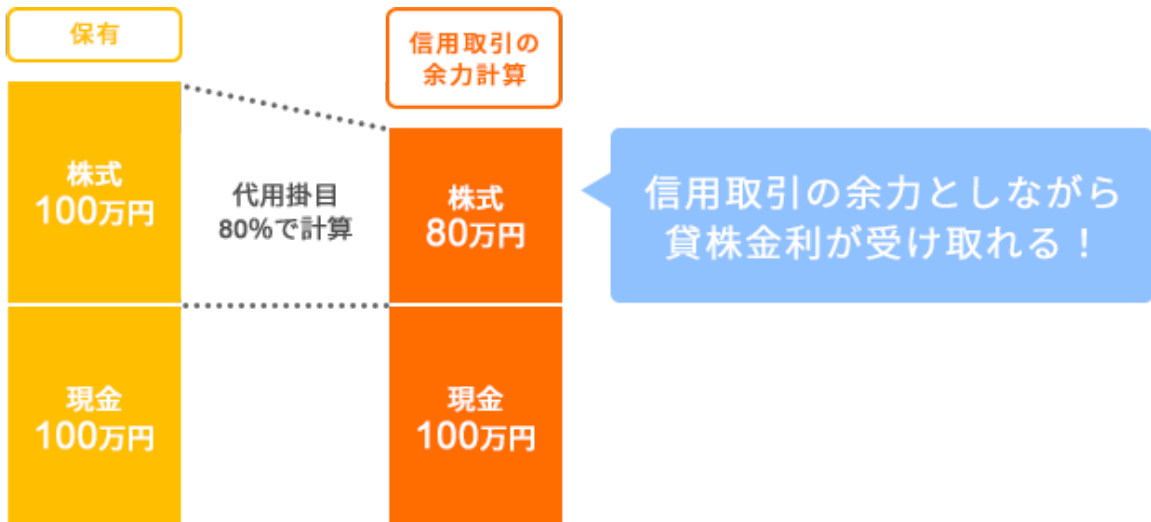 保有
信用取引の
余力計算
株式
100万円
代用掛目
80%で計算
株式
80万円
信用取引の余力としながら
貸株金利が受け取れる！
現金
100万円
現金
100万円